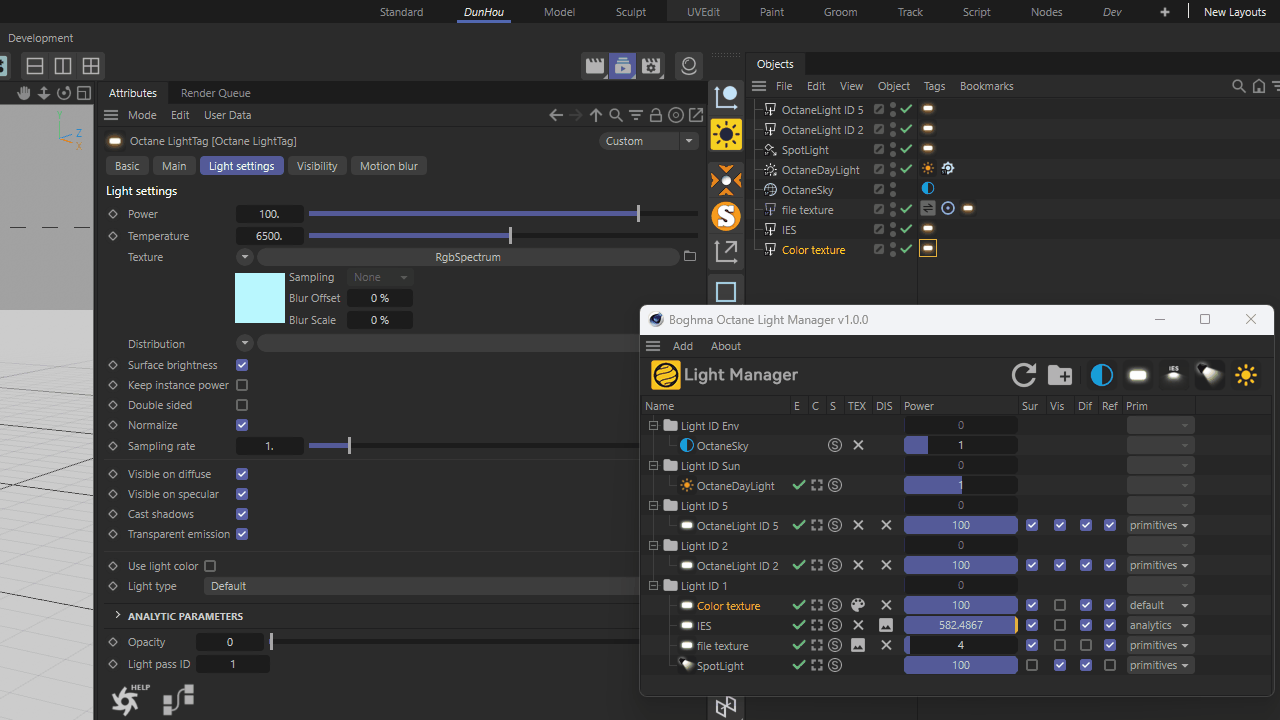 Standard DunHou Model Sculpt UVEdit Paint Groom Track Script Nodes Dev + New Layouts
Development
Attributes Render Queue
Mode Edit User Data
Octane LightTag [Octane LightTag] Custom
Basic Main Light settings Visibility Motion blur
Light settings
Power 100.
Temperature 6500.
Texture RgbSpectrum
Sampling None
Blur Offset 0 %
Blur Scale 0 %
Distribution
Surface brightness
Keep instance power
Double sided
Normalize
Sampling rate 1.
Visible on diffuse
Visible on specular
Cast shadows
Transparent emission
Use light color
Light type Default
ANALYTIC PARAMETERS
Opacity 0
Light pass ID 1
HELP
Z
X
S
Objects
File Edit View Object Tags Bookmarks
OctaneLight ID 5
OctaneLight ID 2
SpotLight
OctaneDayLight
OctaneSky
file texture
IES
Color texture
Boghma Octane Light Manager v1.0.0
Add About
Light Manager IES
Name E C S TEX DIS Power Sur Vis Dif Ref Prim
Light ID Env 0
OctaneSky S 1
Light ID Sun 0
OctaneDayLight S 1
Light ID 5 0
OctaneLight ID 5 S 100 primitives
Light ID 2 0
OctaneLight ID 2 S 100 primitives
Light ID 1 0
Color texture S 100 default
IES S 582.4867 analytics
file texture S 4 primitives
SpotLight S 100 primitives